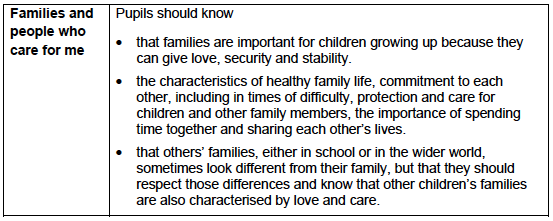 Families and
people who
care for me
Pupils should know
• that families are important for children growing up because they
can give love, security and stability.
• the characteristics of healthy family life, commitment to each
other, including in times of difficulty, protection and care for
children and other family members, the importance of spending
time together and sharing each other's lives.
• that others' families, either in school or in the wider world,
sometimes look different from their family, but that they should
respect those differences and know that other children's families
are also characterised by love and care.